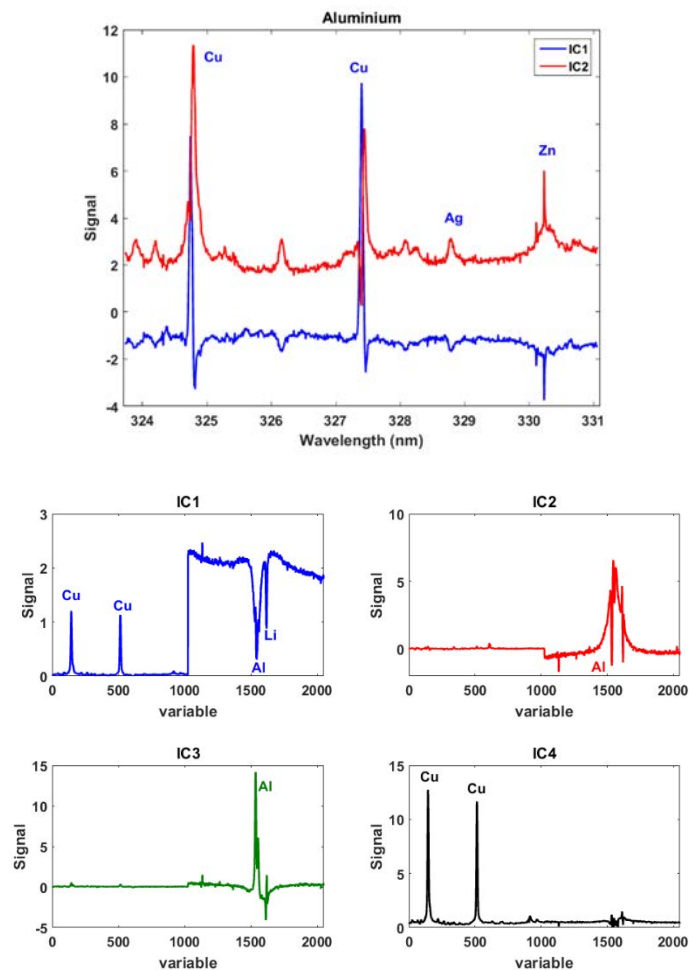 Aluminium
12
10
8
6
4
2
0
-2
-4
Signal
Cu
Cu
Ag
Zn
IC1
IC2
324 325 326 327 328 329 330 331
Wavelength (nm)
IC1
3
2
1
0
Signal
Cu
Cu
Al
Li
0 500 1000 1500 2000
variable
IC2
10
5
0
-2
Signal
Al
0 500 1000 1500 2000
variable
IC3
15
10
5
0
-5
Signal
Al
0 500 1000 1500 2000
variable
IC4
15
10
5
0
Signal
Cu
Cu
0 500 1000 1500 2000
variable